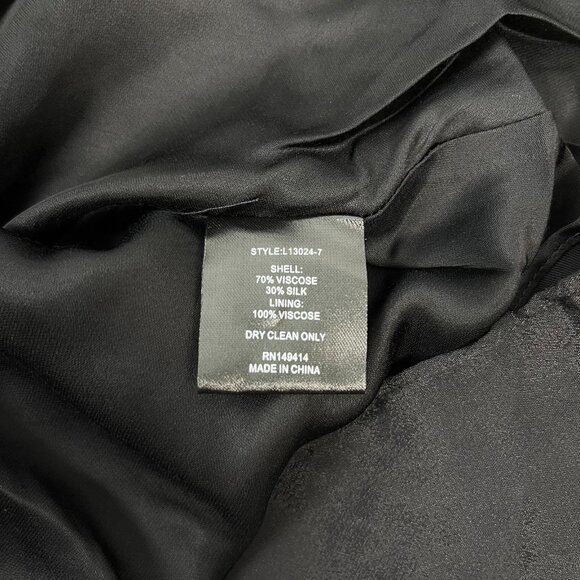 STYLE:L13024-7
SHELL:
70% VISCOSE
30% SILK
LINING:
100% VISCOSE
DRY CLEAN ONLY
RN149414
MADE IN CHINA